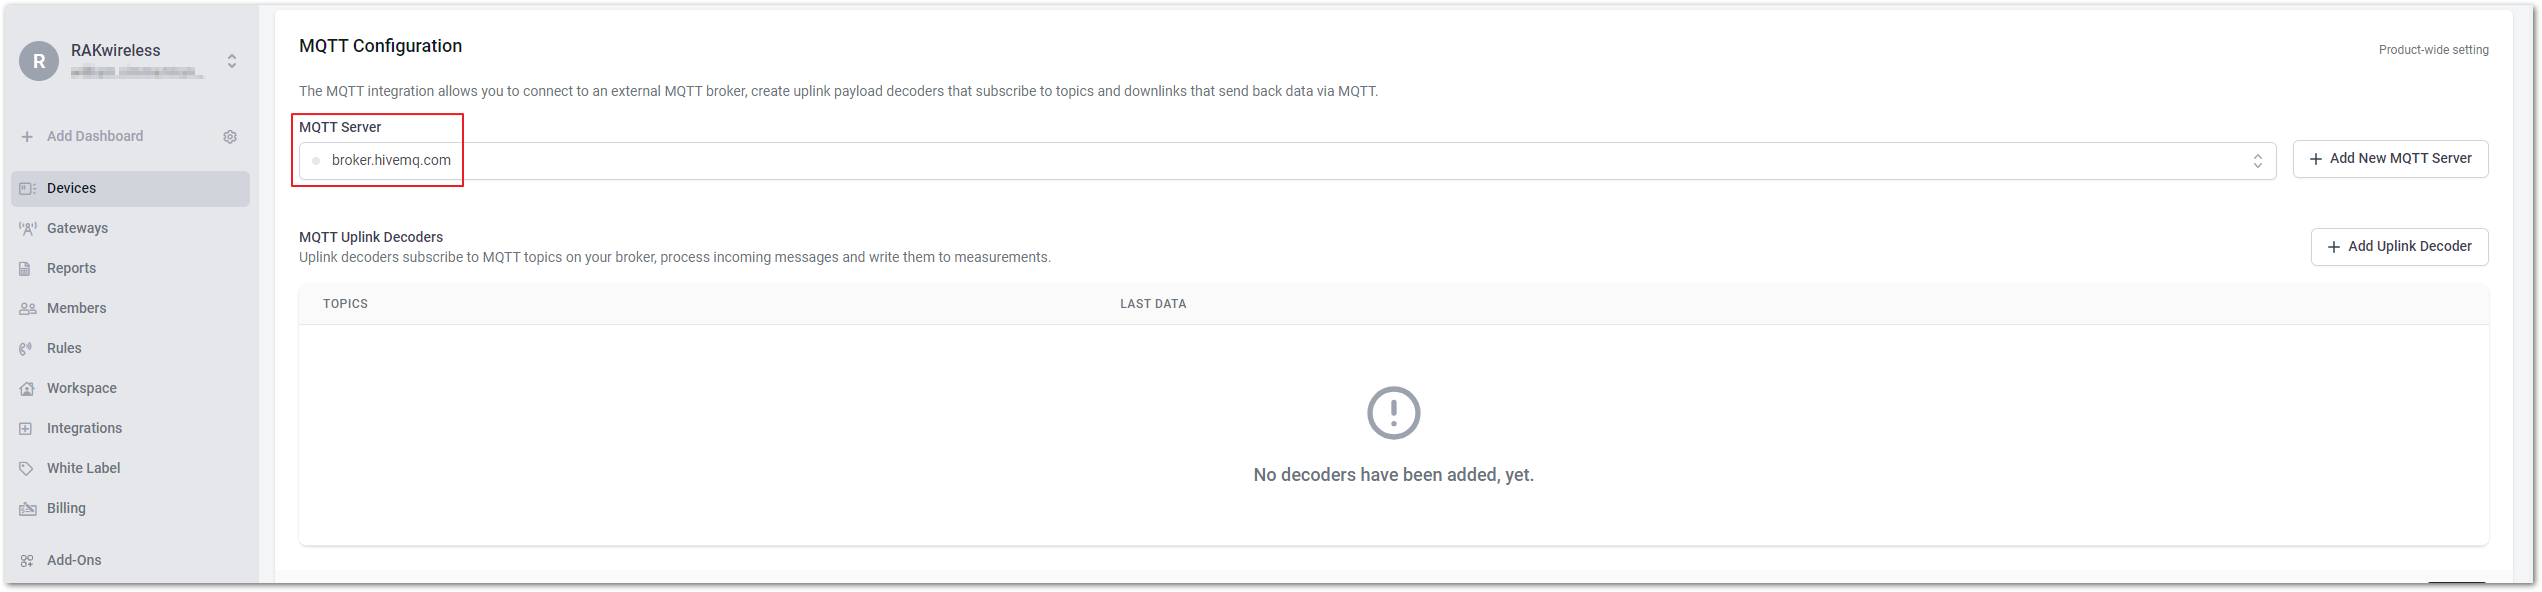 R
RAKwireless
Add Dashboard
Devices
Gateways
Reports
Members
Rules
Workspace
Integrations
White Label
Billing
Add-Ons
MQTT Configuration
Product-wide setting
The MQTT integration allows you to connect to an external MQTT broker, create uplink payload decoders that subscribe to topics and downlinks that send back data via MQTT.
MQTT Server
broker.hivemq.com
+ Add New MQTT Server
MQTT Uplink Decoders
Uplink decoders subscribe to MQTT topics on your broker, process incoming messages and write them to measurements.
+ Add Uplink Decoder
TOPICS LAST DATA
No decoders have been added, yet.